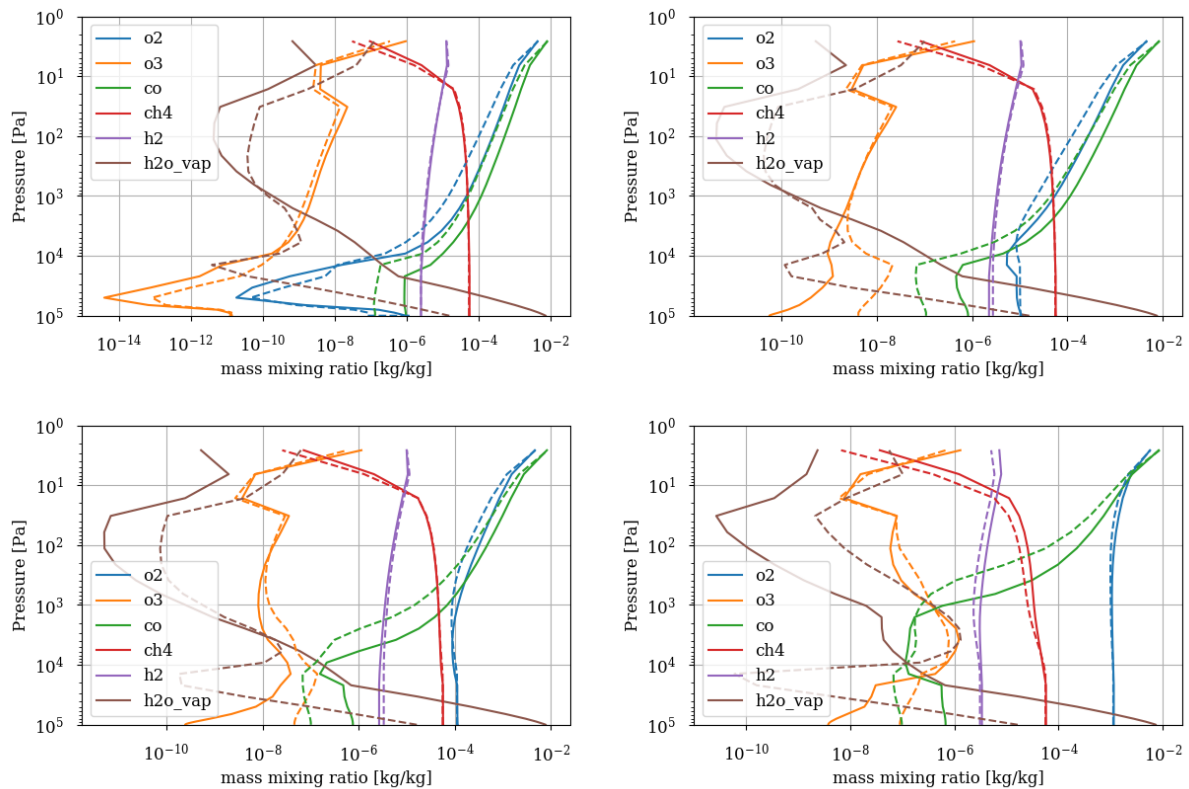 10⁰
10¹
10²
10³
10⁴
10⁵
Pressure [Pa]
o2
o3
co
ch4
h2
h2o_vap
10⁻¹⁴ 10⁻¹² 10⁻¹⁰ 10⁻⁸ 10⁻⁶ 10⁻⁴ 10⁻²
mass mixing ratio [kg/kg]
10⁰
10¹
10²
10³
10⁴
10⁵
Pressure [Pa]
o2
o3
co
ch4
h2
h2o_vap
10⁻¹⁰ 10⁻⁸ 10⁻⁶ 10⁻⁴ 10⁻²
mass mixing ratio [kg/kg]
10⁰
10¹
10²
10³
10⁴
10⁵
Pressure [Pa]
o2
o3
co
ch4
h2
h2o_vap
10⁻¹⁰ 10⁻⁸ 10⁻⁶ 10⁻⁴ 10⁻²
mass mixing ratio [kg/kg]
10⁰
10¹
10²
10³
10⁴
10⁵
Pressure [Pa]
o2
o3
co
ch4
h2
h2o_vap
10⁻¹⁰ 10⁻⁸ 10⁻⁶ 10⁻⁴ 10⁻²
mass mixing ratio [kg/kg]